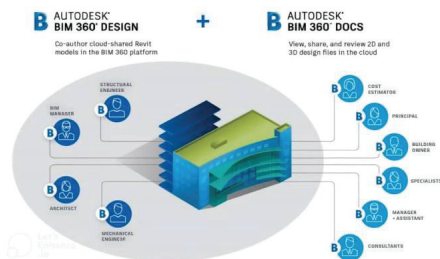 AUTODESK®
BIM 360® DESIGN
Co-author cloud-shared Revit
models in the BIM 360 platform
+
AUTODESK®
BIM 360® DOCS
View, share, and review 2D and
3D design files in the cloud
STRUCTURAL
ENGINEER
BIM
MANAGER
ARCHITECT
MECHANICAL
ENGINEER
COST
ESTIMATOR
PRINCIPAL
BUILDING
OWNER
SPECIALISTS
MANAGER
+ ASSISTANT
CONSULTANTS